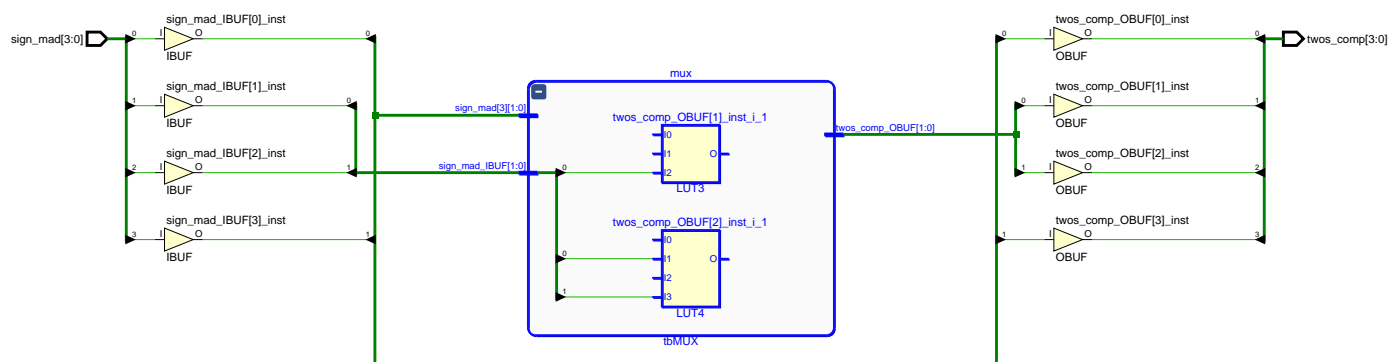 sign_mad[3:0]
sign_mad_IBUF[0]_inst
0
I
O
0
IBUF
sign_mad_IBUF[1]_inst
1
I
O
0
IBUF
sign_mad_IBUF[2]_inst
2
I
O
1
IBUF
sign_mad_IBUF[3]_inst
3
I
O
1
IBUF
mux
sign_mad[3][1:0]
sign_mad_IBUF[1:0]
twos_comp_OBUF[1]_inst_i_1
I0
I1
O
0
I2
LUT3
twos_comp_OBUF[2]_inst_i_1
I0
0
I1
O
I2
1
I3
LUT4
tbMUX
twos_comp_OBUF[1:0]
twos_comp_OBUF[0]_inst
0
I
O
0
OBUF
twos_comp_OBUF[1]_inst
0
I
O
1
OBUF
twos_comp_OBUF[2]_inst
1
I
O
2
OBUF
twos_comp_OBUF[3]_inst
1
I
O
3
OBUF
twos_comp[3:0]